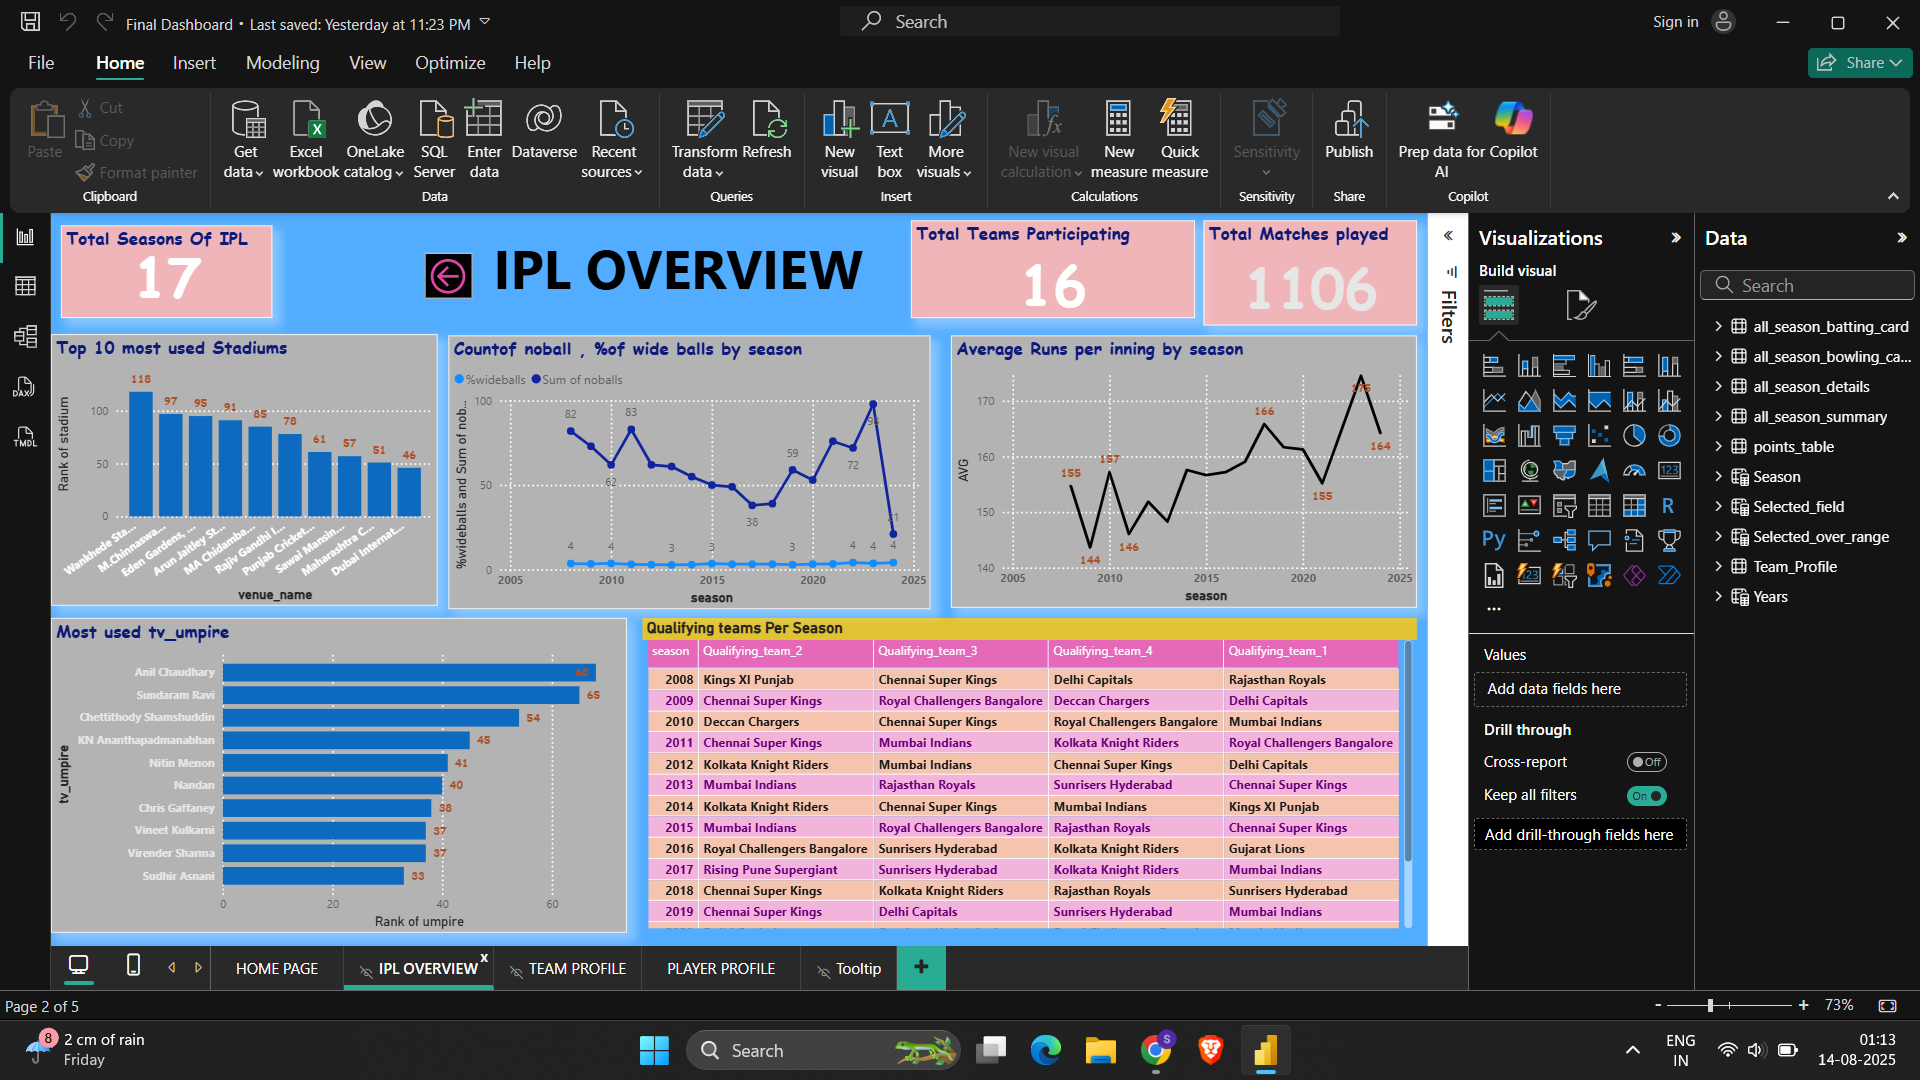 Final Dashboard • Last saved: Yesterday at 11:23 PM
Search
Sign in
File Home Insert Modeling View Optimize Help
Share
Paste
Cut
Copy
Format painter
Clipboard
Get data
Excel workbook
OneLake catalog
SQL Server
Enter data
Dataverse
Recent sources
Data
Transform data
Refresh
Queries
New visual
Text box
More visuals
Insert
New visual calculation
New measure
Quick measure
Calculations
Sensitivity
Sensitivity
Publish
Share
Prep data for AI
Copilot
Copilot
DAX
TMDL
Total Seasons Of IPL
17
IPL OVERVIEW
Total Teams Participating
16
Total Matches played
1106
Top 10 most used Stadiums
Rank of stadium
100
50
0
118 97 95 91 85 78 61 57 51 46
Wankhede Sta...
M.Chinnaswa...
Eden Gardens, ...
Arun Jaitley St...
MA Chidamba...
Rajiv Gandhi I...
Punjab Cricket...
Sawai Mansin...
Maharashtra C...
Dubai Internat...
venue_name
Countof noball , %of wide balls by season
%wideballs Sum of noballs
%wideballs and Sum of nob...
100
50
0
82 62 83 38 59 72 98 21
4 4 3 3 3 4 4 4
2005 2010 2015 2020 2025
season
Average Runs per inning by season
AVG
170
160
150
140
155 144 157 146 166 155 175 164
2005 2010 2015 2020 2025
season
Most used tv_umpire
tv_umpire
Anil Chaudhary 68
Sundaram Ravi 65
Chettithody Shamshuddin 54
KN Ananthapadmanabhan 45
Nitin Menon 41
Nandan 40
Chris Gaffaney 38
Vineet Kulkarni 37
Virender Sharma 37
Sudhir Asnani 33
0 20 40 60
Rank of umpire
Qualifying teams Per Season
season Qualifying_team_2 Qualifying_team_3 Qualifying_team_4 Qualifying_team_1
2008 Kings XI Punjab Chennai Super Kings Delhi Capitals Rajasthan Royals
2009 Chennai Super Kings Royal Challengers Bangalore Deccan Chargers Delhi Capitals
2010 Deccan Chargers Chennai Super Kings Royal Challengers Bangalore Mumbai Indians
2011 Chennai Super Kings Mumbai Indians Kolkata Knight Riders Royal Challengers Bangalore
2012 Kolkata Knight Riders Mumbai Indians Chennai Super Kings Delhi Capitals
2013 Mumbai Indians Rajasthan Royals Sunrisers Hyderabad Chennai Super Kings
2014 Kolkata Knight Riders Chennai Super Kings Mumbai Indians Kings XI Punjab
2015 Mumbai Indians Royal Challengers Bangalore Rajasthan Royals Chennai Super Kings
2016 Royal Challengers Bangalore Sunrisers Hyderabad Kolkata Knight Riders Gujarat Lions
2017 Rising Pune Supergiant Sunrisers Hyderabad Kolkata Knight Riders Mumbai Indians
2018 Chennai Super Kings Kolkata Knight Riders Rajasthan Royals Sunrisers Hyderabad
2019 Chennai Super Kings Delhi Capitals Sunrisers Hyderabad Mumbai Indians
Filters
Visualizations
Build visual
123
R
Py
123
...
Values
Add data fields here
Drill through
Cross-report Off
Keep all filters On
Add drill-through fields here
Data
Search
all_season_batting_card
all_season_bowling_ca...
all_season_details
all_season_summary
points_table
Season
Selected_field
Selected_over_range
Team_Profile
Years
HOME PAGE IPL OVERVIEW x TEAM PROFILE PLAYER PROFILE Tooltip +
Page 2 of 5
- + 73%
8
2 cm of rain
Friday
Search
S
ENG
IN
01:13
14-08-2025